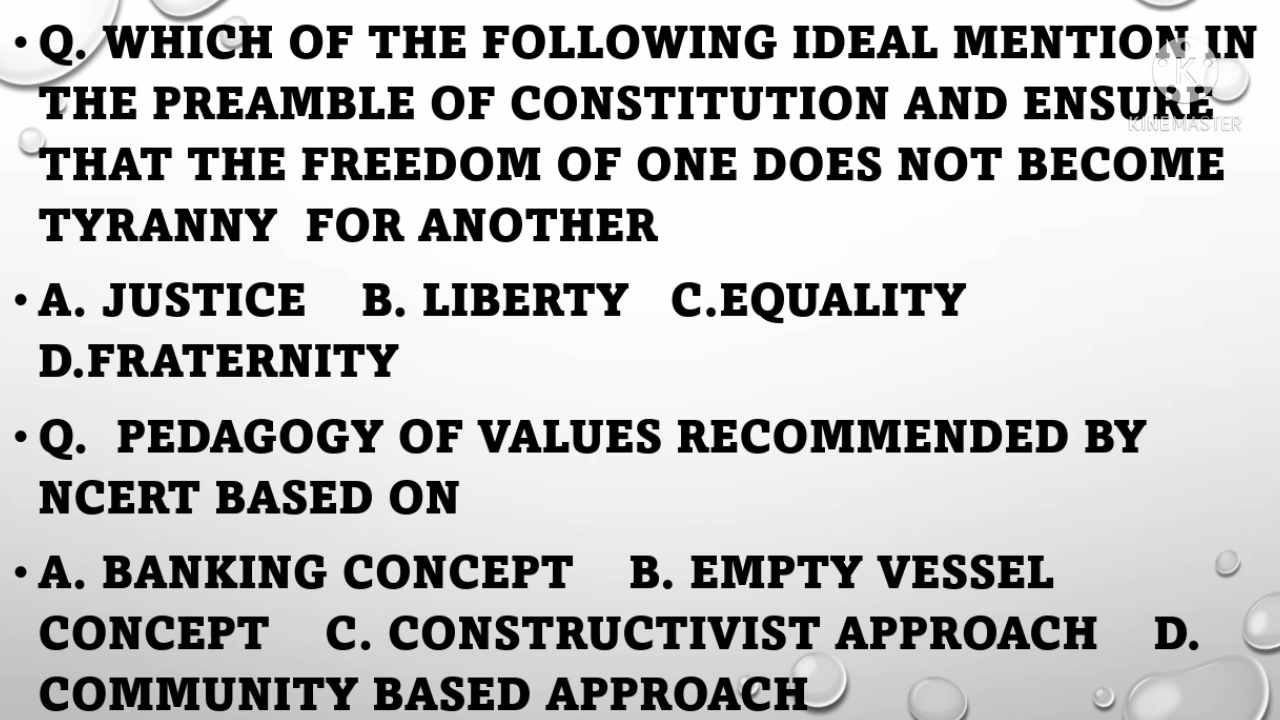 • Q. WHICH OF THE FOLLOWING IDEAL MENTION IN
THE PREAMBLE OF CONSTITUTION AND ENSURE
THAT THE FREEDOM OF ONE DOES NOT BECOME
TYRANNY FOR ANOTHER
• A. JUSTICE B. LIBERTY C.EQUALITY
D.FRATERNITY
• Q. PEDAGOGY OF VALUES RECOMMENDED BY
NCERT BASED ON
• A. BANKING CONCEPT B. EMPTY VESSEL
CONCEPT C. CONSTRUCTIVIST APPROACH D.
COMMUNITY BASED APPROACH
K
KINEMASTER